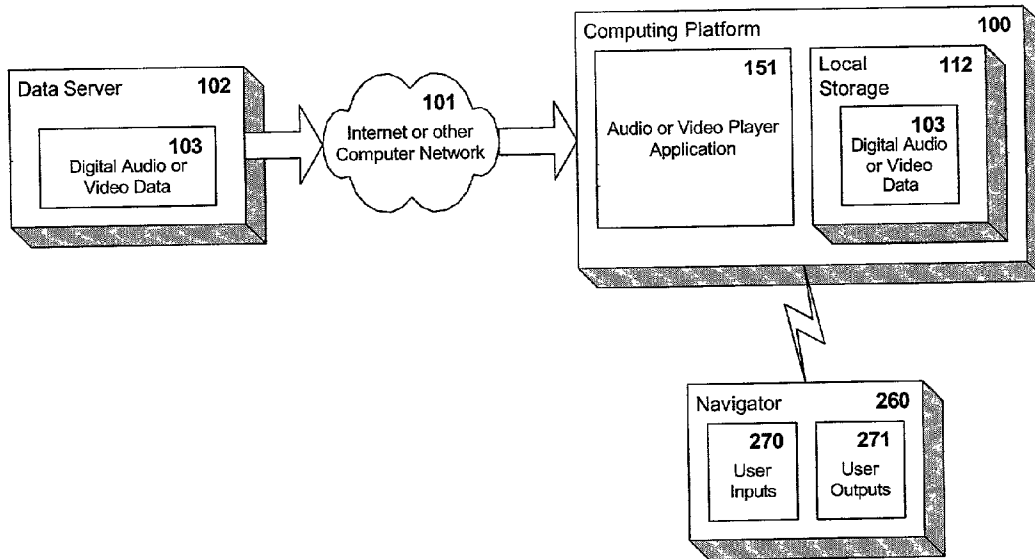 Data Server 102
103
Digital Audio or
Video Data
101
Internet or other
Computer Network
Computing Platform 100
151
Audio or Video Player
Application
Local 112
Storage
103
Digital Audio
or Video
Data
Navigator 260
270
User
Inputs
271
User
Outputs